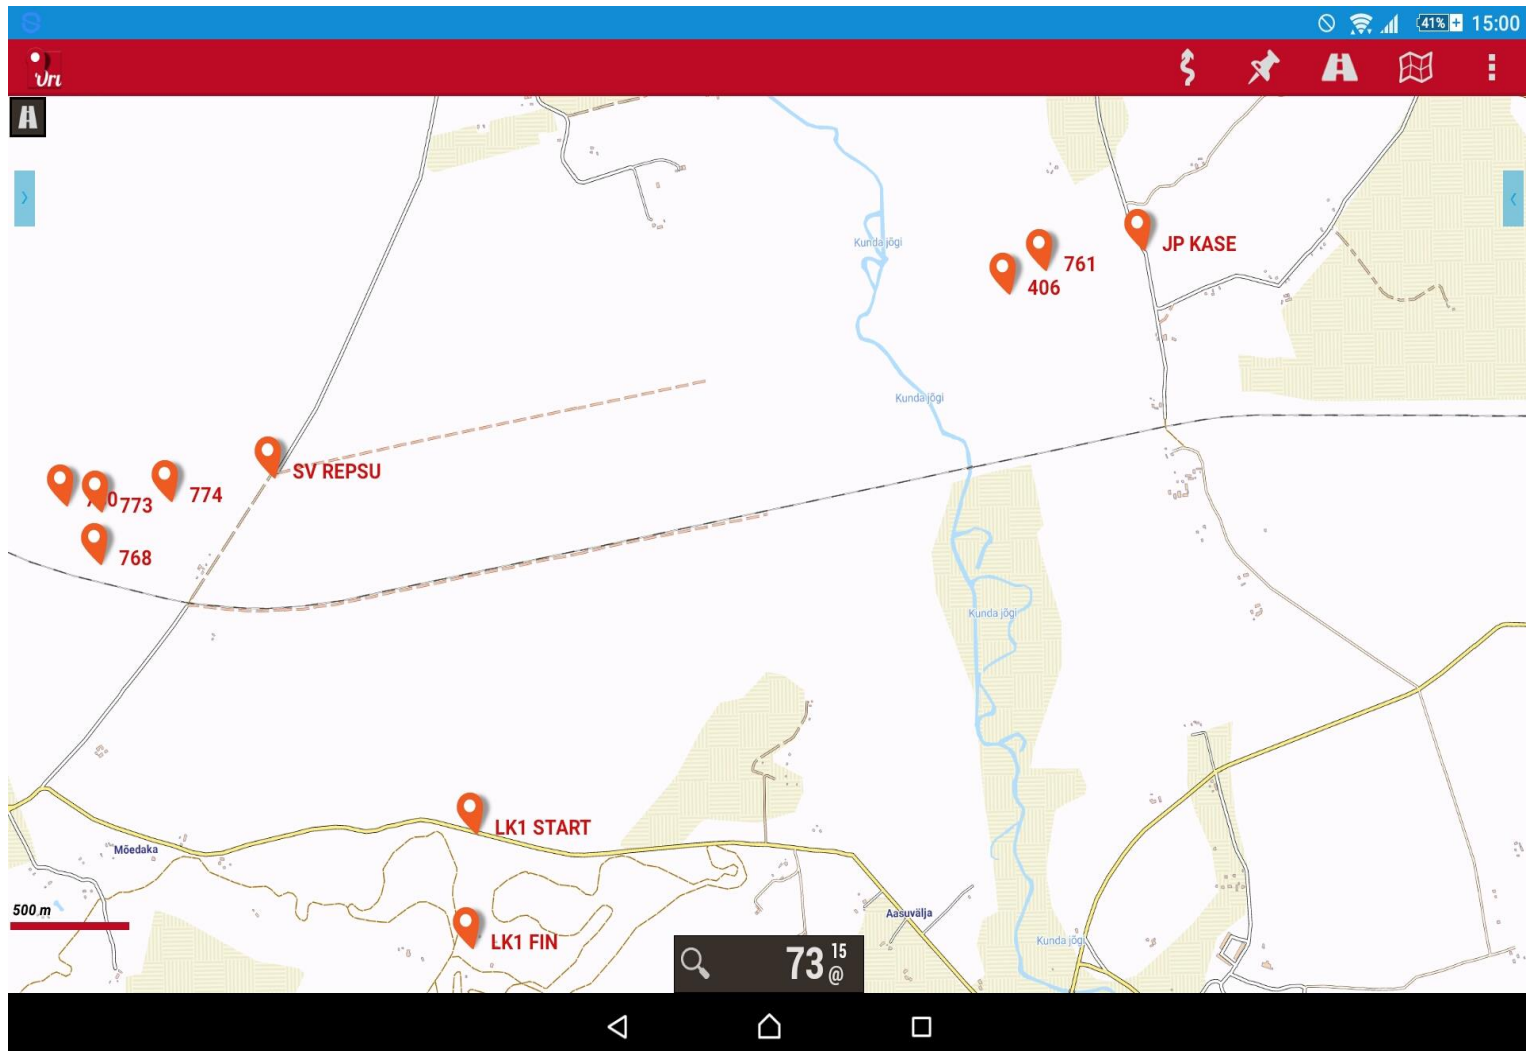 41% 15:00
Uri
Kunda jõgi
JP KASE
761
406
Kunda jõgi
SV REPSU
774
773
768
Kunda jõgi
LK1 START
Mõedaka
500 m
Aasuvälja
LK1 FIN
Kunda jõgi
73 15
@